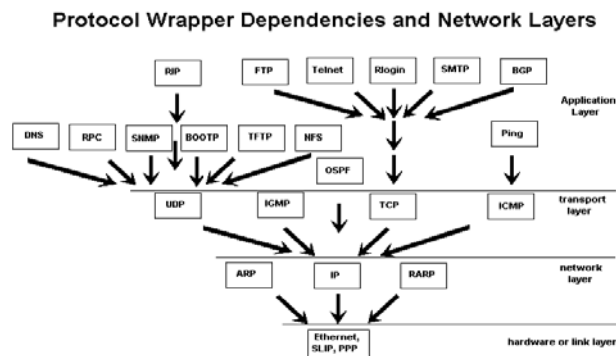 Protocol Wrapper Dependencies and Network Layers
RIP
FTP
Telnet
Rlogin
SMTP
BGP
Application
Layer
DNS
RPC
SNMP
BOOTP
TFTP
NFS
Ping
OSPF
UDP
IGMP
TCP
ICMP
transport
layer
ARP
IP
RARP
network
layer
Ethernet,
SLIP, PPP
hardware or link layer